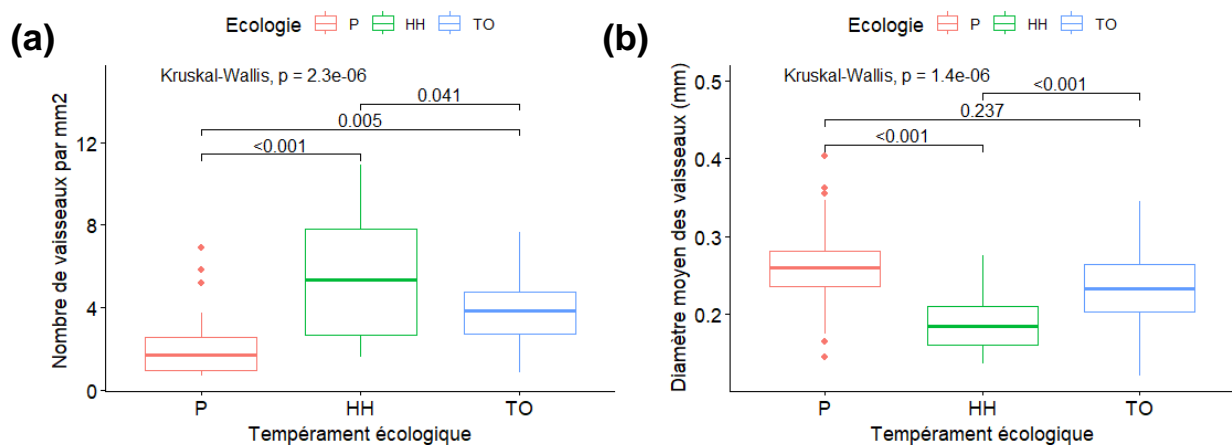 (a)
Ecologie P HH TO
Kruskal-Wallis, p = 2.3e-06
0.041
0.005
<0.001
Nombre de vaisseaux par mm2
12
8
4
0
P HH TO
Tempérament écologique
(b)
Ecologie P HH TO
Kruskal-Wallis, p = 1.4e-06
<0.001
0.237
<0.001
Diamètre moyen des vaisseaux (mm)
0.5
0.4
0.3
0.2
P HH TO
Tempérament écologique